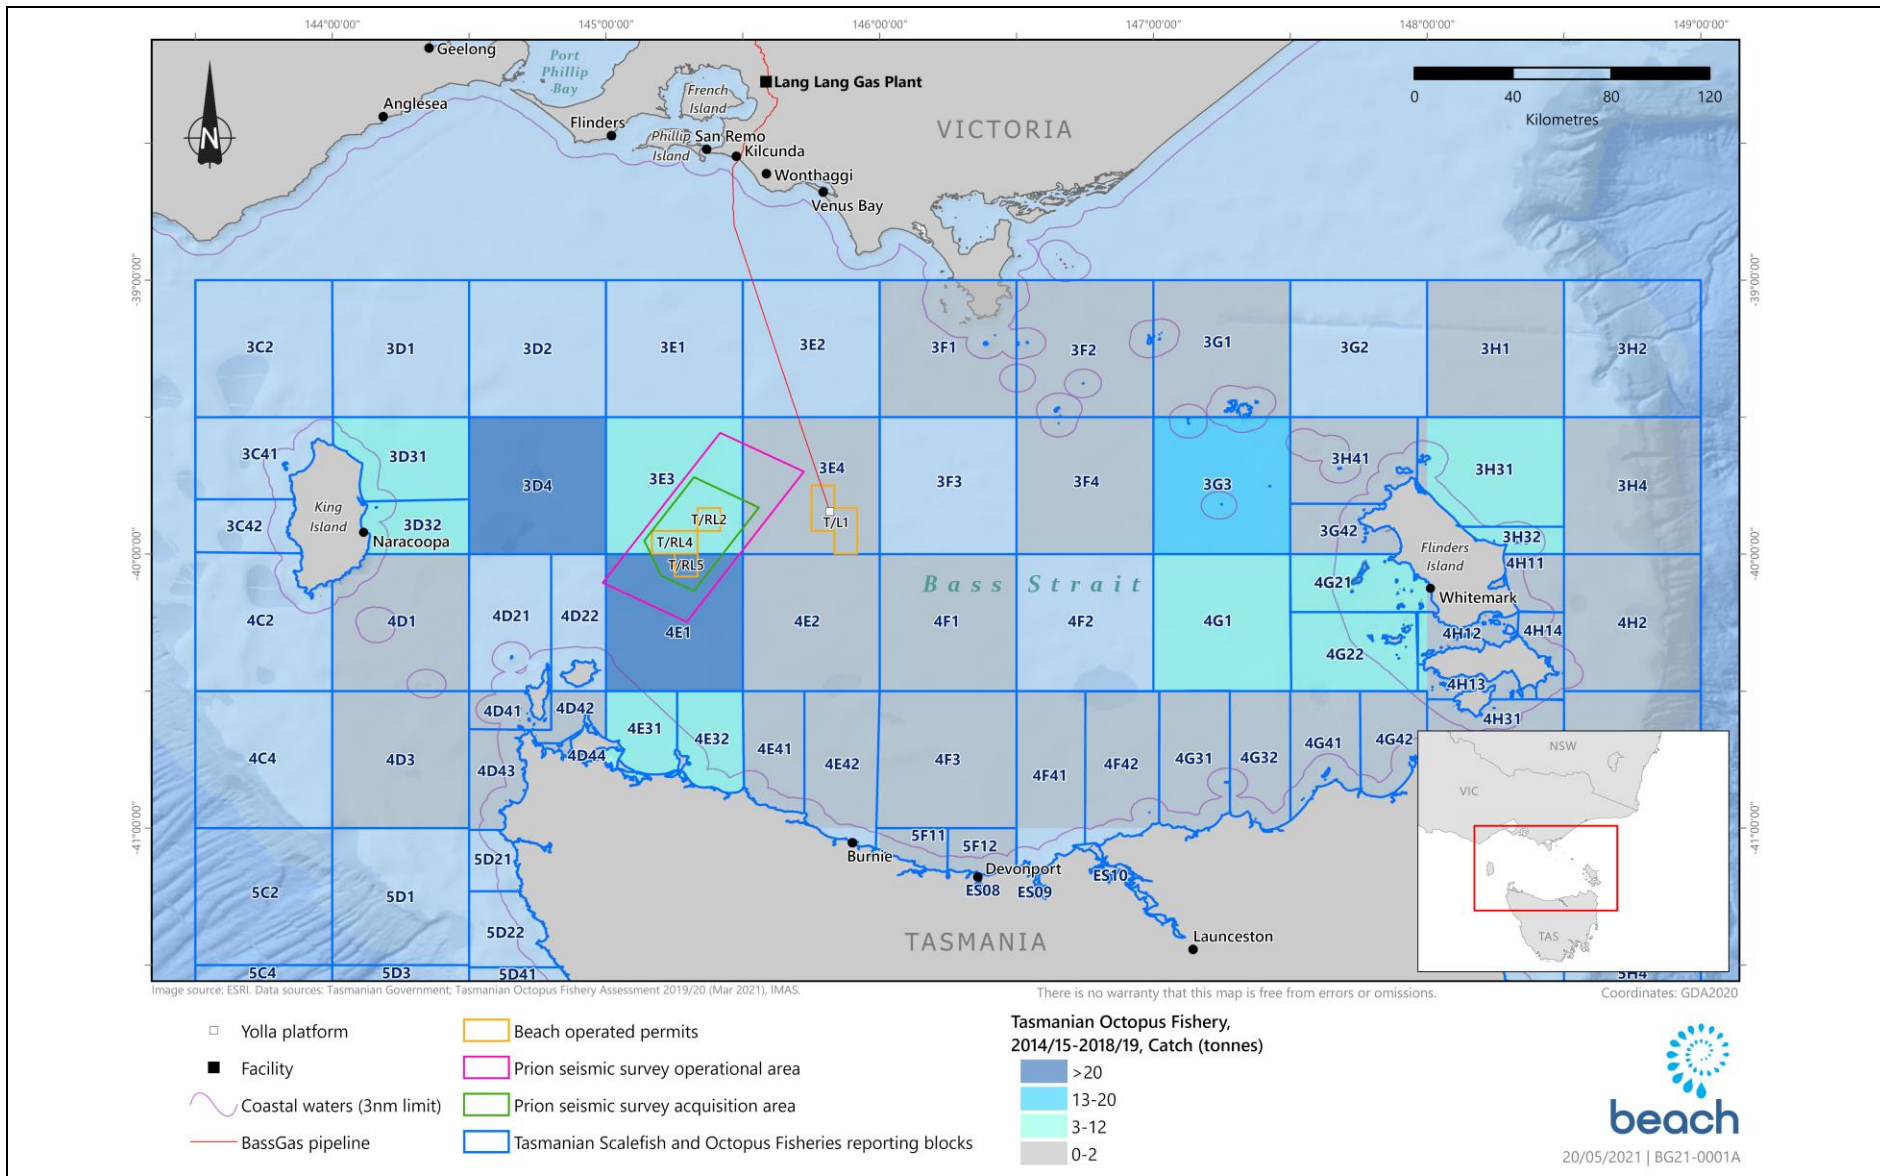 144°00'00"
145°00'00"
146°00'00"
147°00'00"
148°00'00"
149°00'00"
Geelong
Port
Phillip
Bay
Lang Lang Gas Plant
French
Island
Anglesea
Flinders
Phillip
Island
San Remo
Kilcunda
VICTORIA
Wonthaggi
Venus Bay
N
0
40
80
120
Kilometres
-39°00'00"
-39°00'00"
3C2
3D1
3D2
3E1
3E2
3F1
3F2
3G1
3G2
3H1
3H2
3C41
3D31
3D4
3E3
3E4
3F3
3F4
3G3
3H41
3H31
3H4
3C42
King
Island
3D32
Naracoopa
T/RL2
T/L1
T/RL4
T/RL5
3G42
Flinders
Island
3H32
-40°00'00"
-40°00'00"
Bass Strait
4H11
4G21
Whitemark
4C2
4D1
4D21
4D22
4E1
4E2
4F1
4F2
4G1
4G22
4H12
4H14
4H2
4H13
4H31
4D41
4D42
4E31
4E32
4E41
4E42
4F3
4F41
4F42
4G31
4G32
4G41
4G42
4C4
4D3
4D43
4D44
-41°00'00"
-41°00'00"
5F11
5F12
Burnie
Devonport
ES08
ES09
ES10
5C2
5D1
5D21
5D22
5C4
5D3
5D41
5H4
TASMANIA
Launceston
NSW
VIC
TAS
Image source: ESRI. Data sources: Tasmanian Government; Tasmanian Octopus Fishery Assessment 2019/20 (Mar 2021), IMAS.
There is no warranty that this map is free from errors or omissions.
Coordinates: GDA2020
Yolla platform
Facility
Coastal waters (3nm limit)
BassGas pipeline
Beach operated permits
Prion seismic survey operational area
Prion seismic survey acquisition area
Tasmanian Scalefish and Octopus Fisheries reporting blocks
Tasmanian Octopus Fishery,
2014/15-2018/19, Catch (tonnes)
>20
13-20
3-12
0-2
beach
20/05/2021 | BG21-0001A